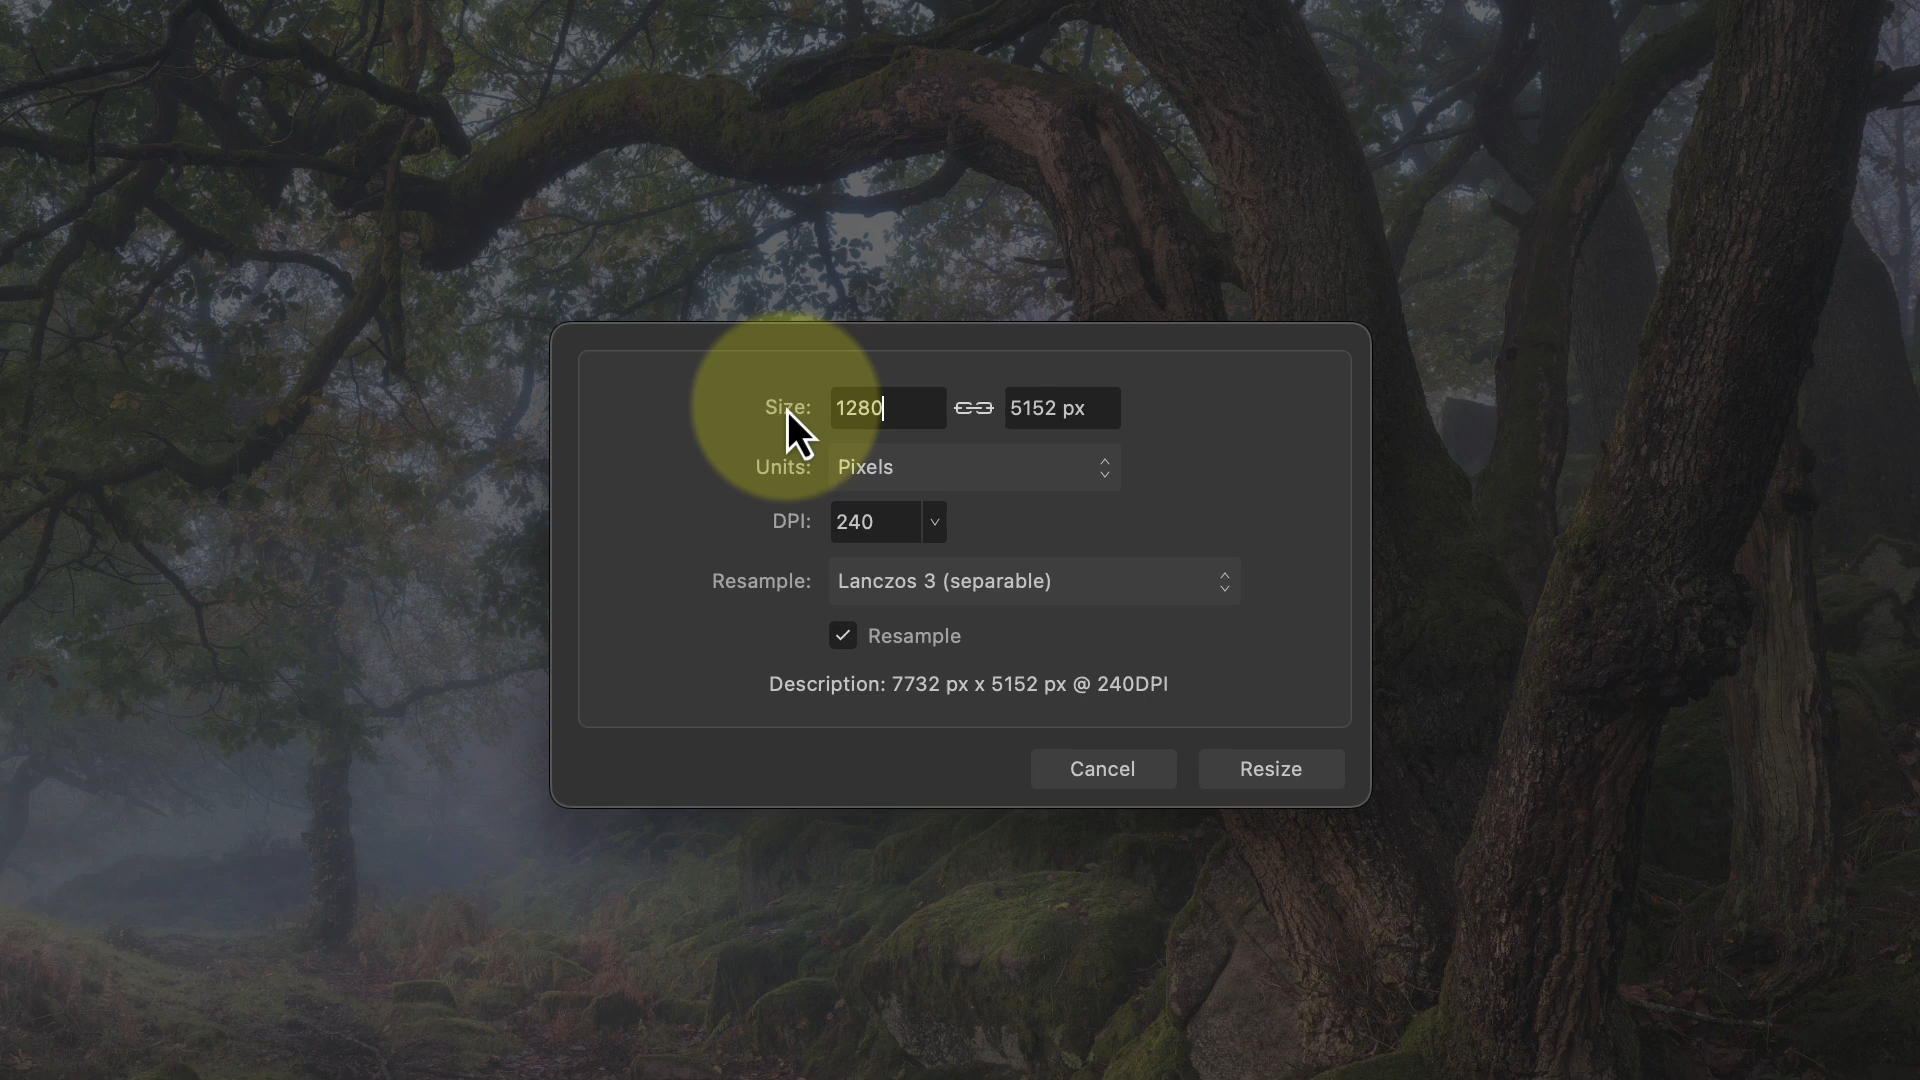 Size: 1280 5152 px
Units: Pixels
DPI: 240
Resample: Lanczos 3 (separable)
Resample
Description: 7732 px x 5152 px @ 240DPI
Cancel Resize